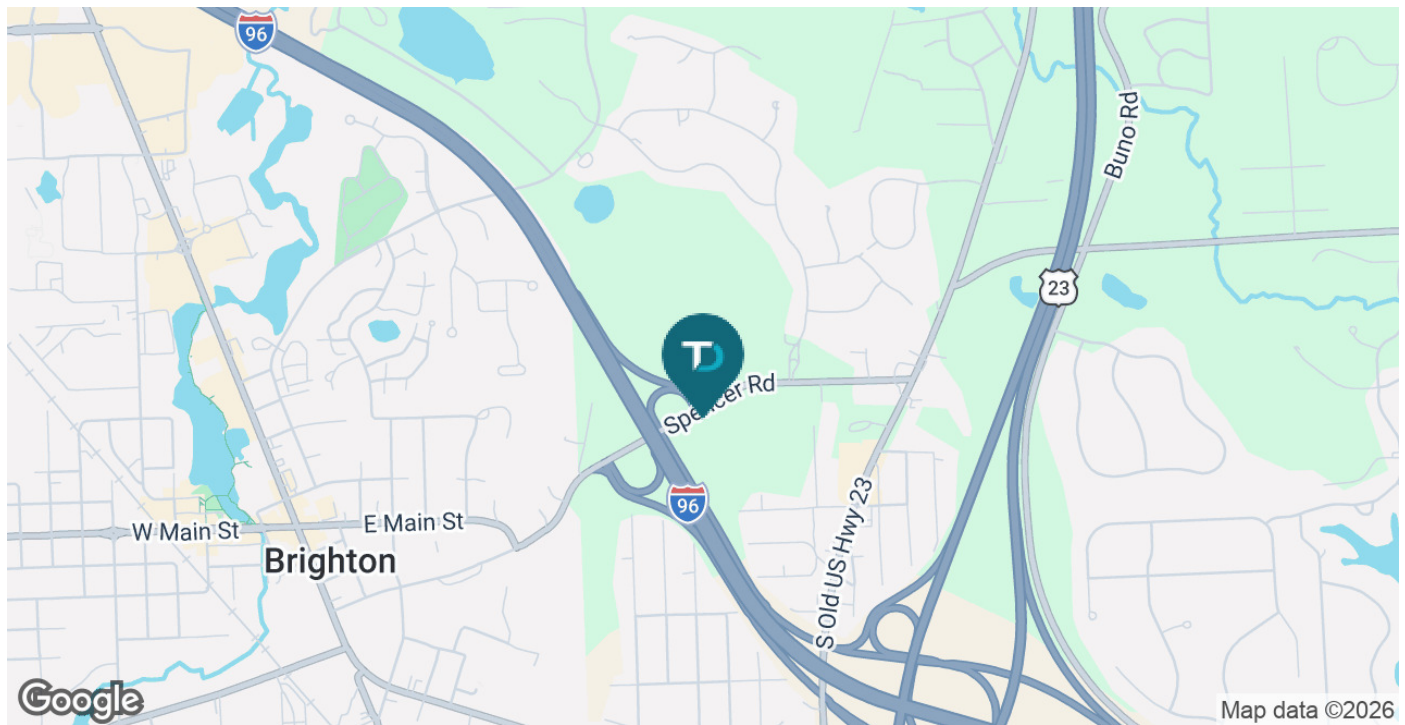 96
Buno Rd
23
TD
Spencer Rd
96
S Old US Hwy 23
W Main St
E Main St
Brighton
Google
Map data ©2026